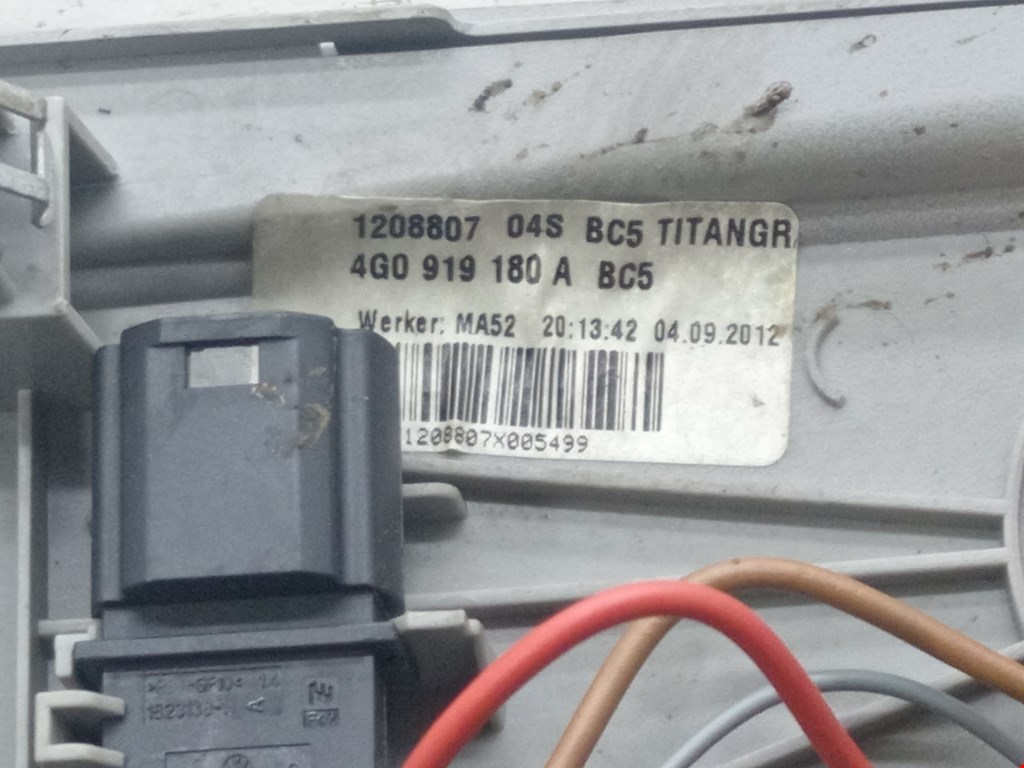 1208807 04S BC5 TITANGR
4G0 919 180 A BC5
Werker: MA52 20:13:42 04.09.2012
1208807X005499